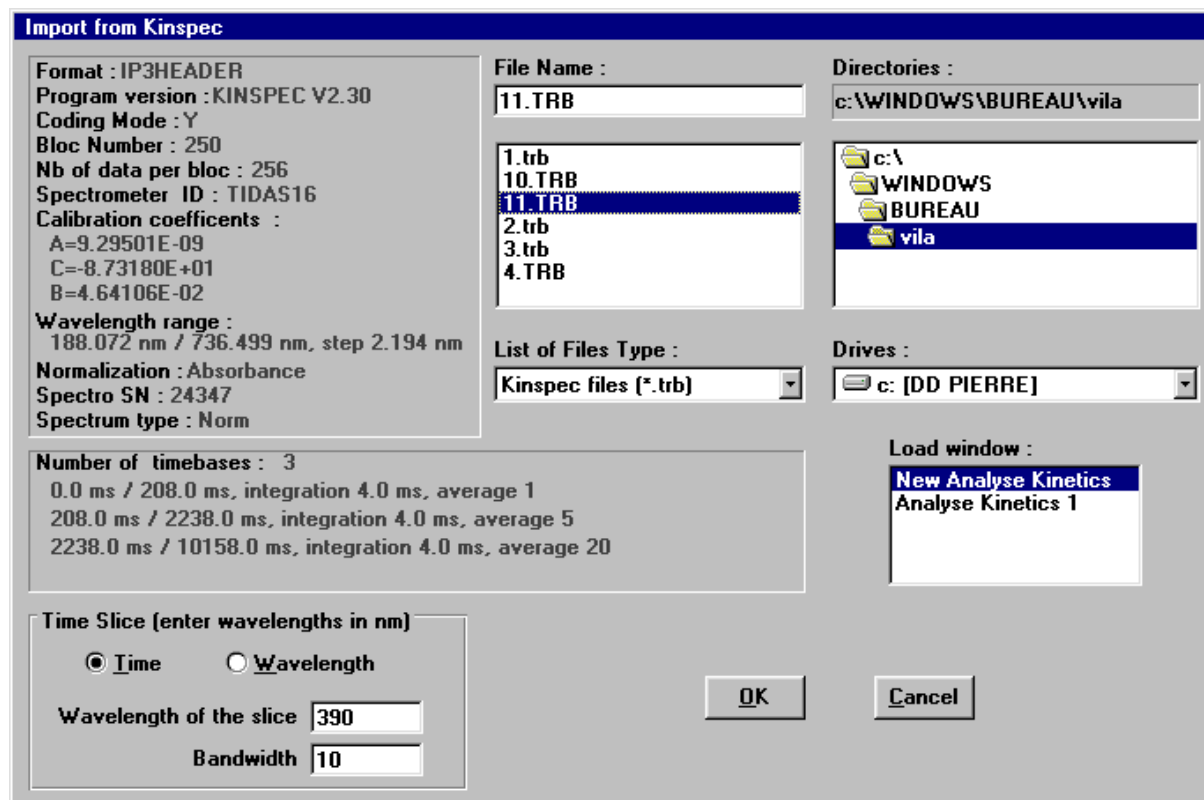 Import from Kinspec
Format : IP3HEADER
Program version :KINSPEC V2.30
Coding Mode : Y
Bloc Number : 250
Nb of data per bloc : 256
Spectrometer ID : TIDAS16
Calibration coefficents :
A=9.29501E-09
C=-8.73180E+01
B=4.64106E-02
Wavelength range :
188.072 nm / 736.499 nm, step 2.194 nm
Normalization : Absorbance
Spectro SN : 24347
Spectrum type : Norm
File Name :
11.TRB
1.trb
10.TRB
11.TRB
2.trb
3.trb
4.TRB
List of Files Type :
Kinspec files (*.trb)
Directories :
c:\WINDOWS\BUREAU\vila
c:\
WINDOWS
BUREAU
vila
Drives :
c: [DD PIERRE]
Number of timebases : 3
0.0 ms / 208.0 ms, integration 4.0 ms, average 1
208.0 ms / 2238.0 ms, integration 4.0 ms, average 5
2238.0 ms / 10158.0 ms, integration 4.0 ms, average 20
Load window :
New Analyse Kinetics
Analyse Kinetics 1
Time Slice (enter wavelengths in nm)
Time Wavelength
Wavelength of the slice 390
Bandwidth 10
OK Cancel